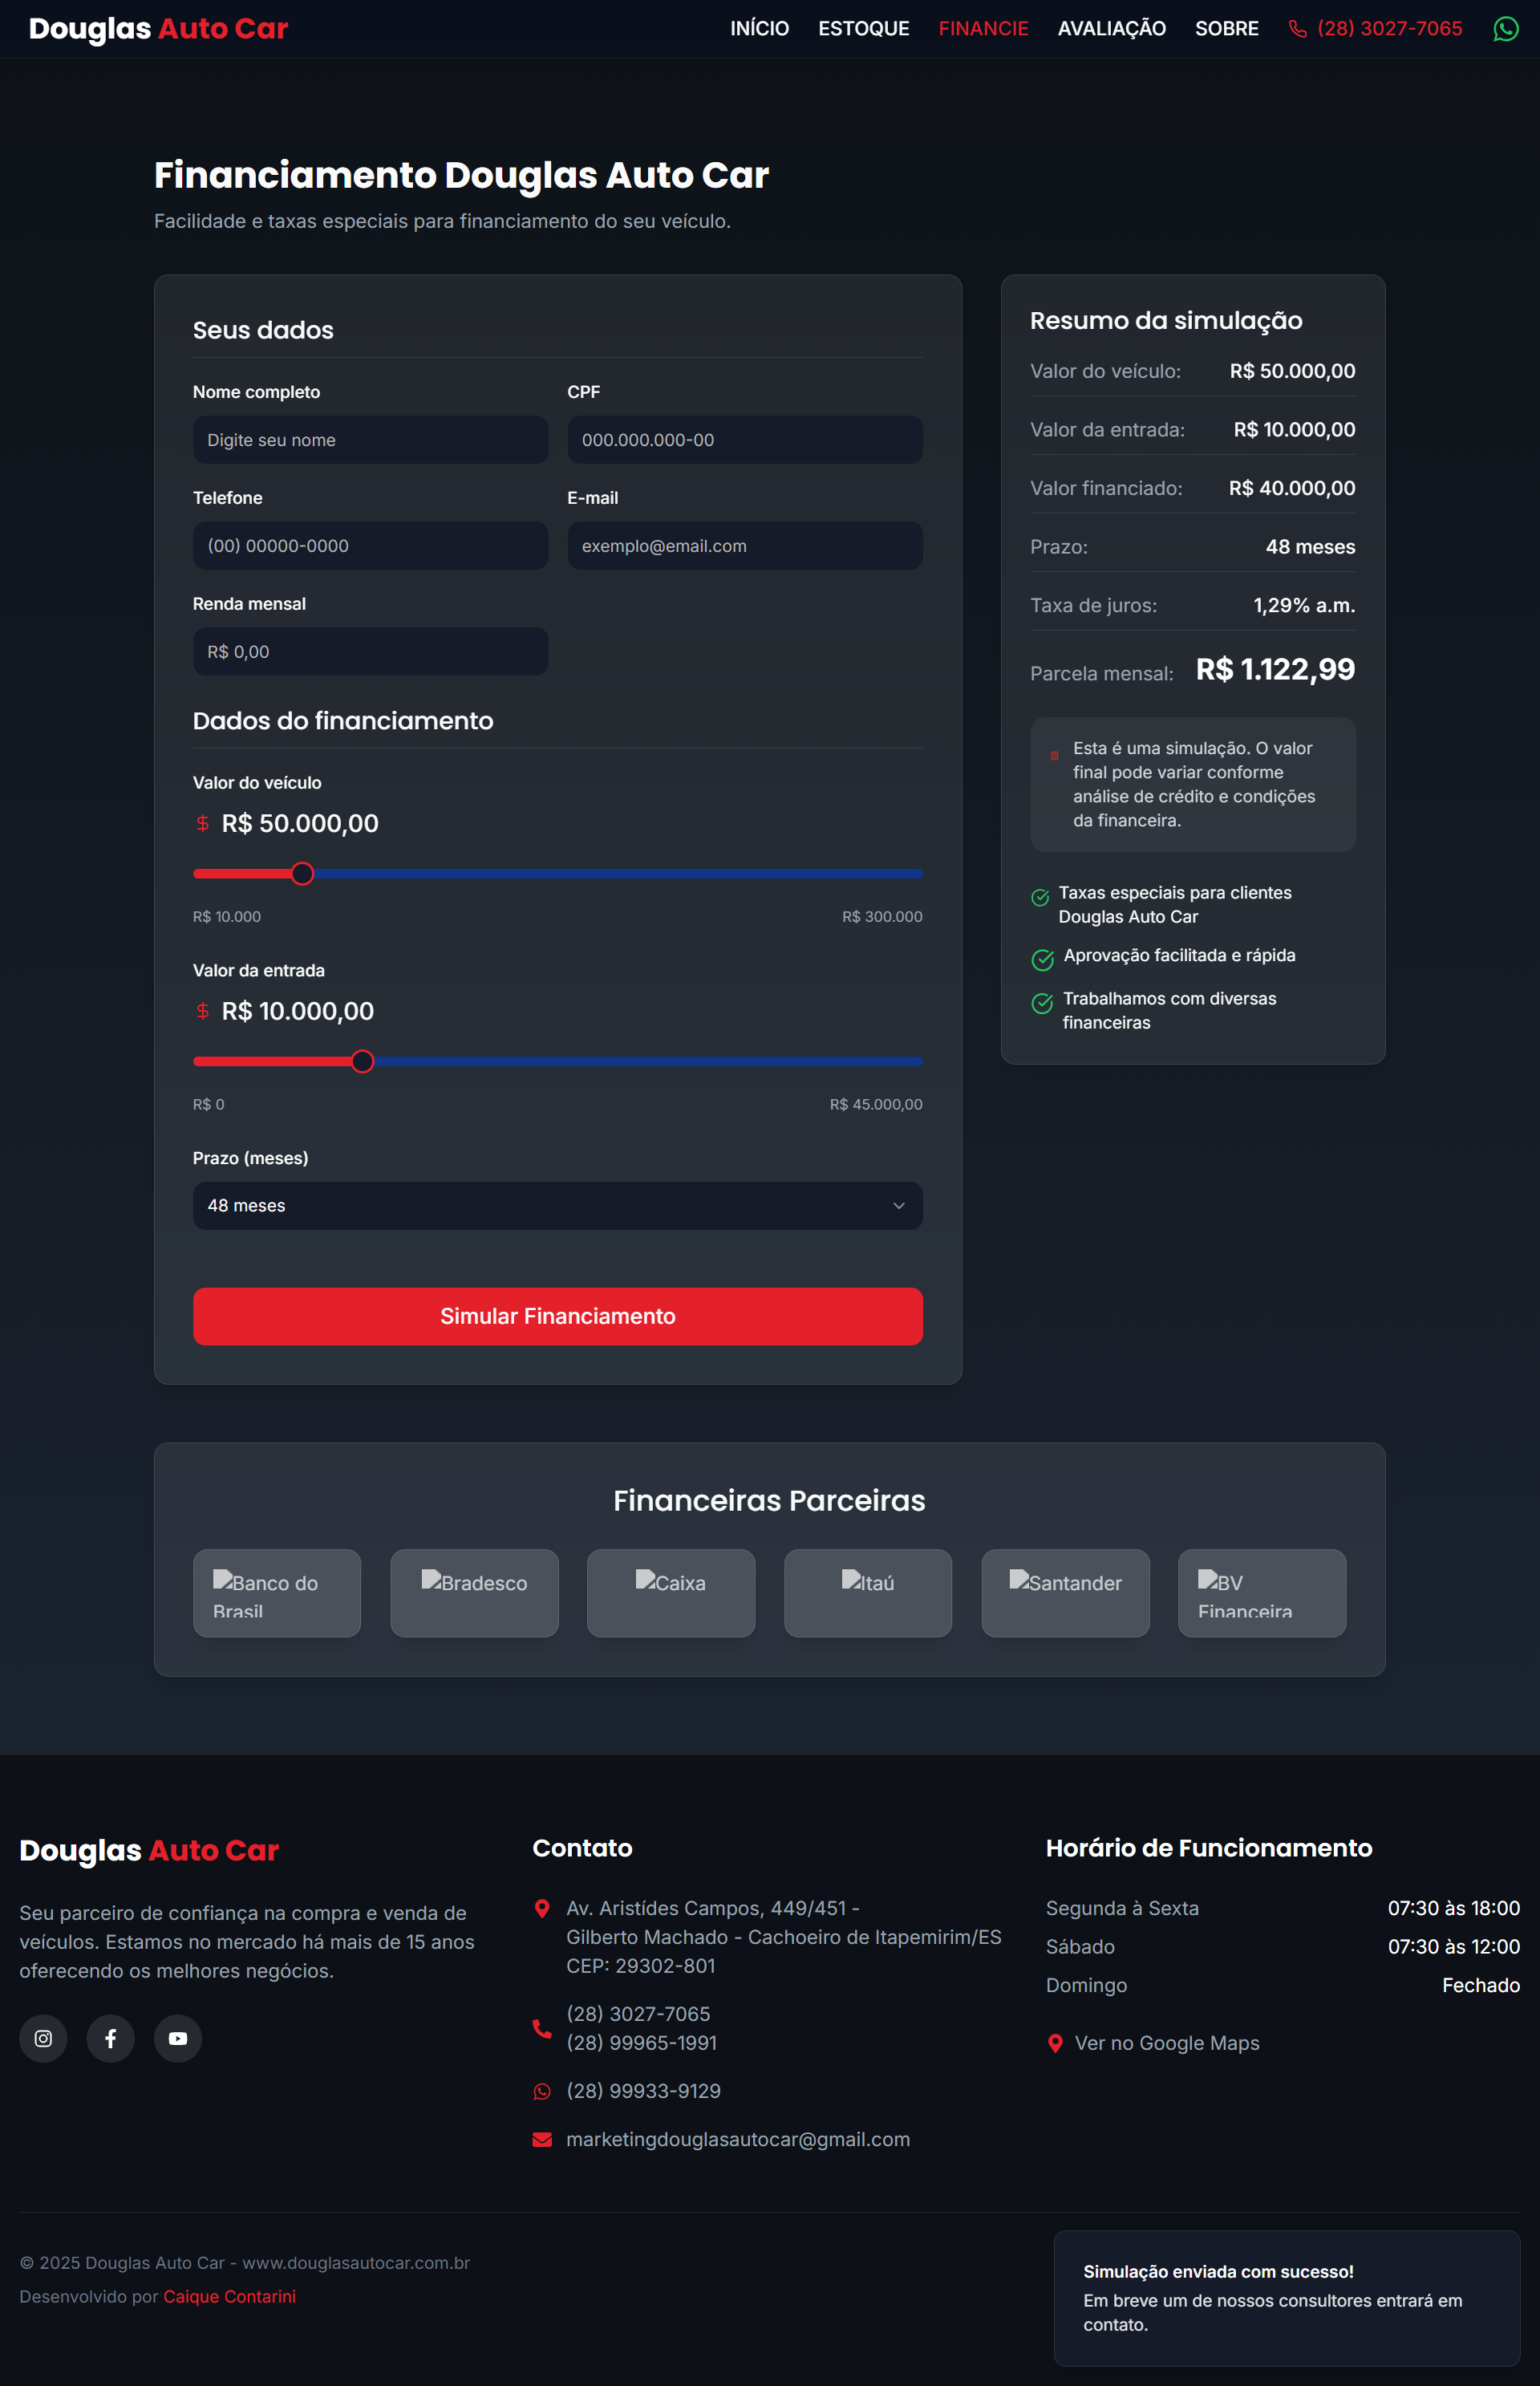 Douglas Auto Car
INÍCIO ESTOQUE FINANCIE AVALIAÇÃO SOBRE (28) 3027-7065
Financiamento Douglas Auto Car
Facilidade e taxas especiais para financiamento do seu veículo.
Seus dados
Nome completo
Digite seu nome
CPF
000.000.000-00
Telefone
(00) 00000-0000
E-mail
exemplo@email.com
Renda mensal
R$ 0,00
Dados do financiamento
Valor do veículo
$ R$ 50.000,00
R$ 10.000 R$ 300.000
Valor da entrada
$ R$ 10.000,00
R$ 0 R$ 45.000,00
Prazo (meses)
48 meses
Simular Financiamento
Resumo da simulação
Valor do veículo: R$ 50.000,00
Valor da entrada: R$ 10.000,00
Valor financiado: R$ 40.000,00
Prazo: 48 meses
Taxa de juros: 1,29% a.m.
Parcela mensal: R$ 1.122,99
Esta é uma simulação. O valor
final pode variar conforme
análise de crédito e condições
da financeira.
Taxas especiais para clientes
Douglas Auto Car
Aprovação facilitada e rápida
Trabalhamos com diversas
financeiras
Financeiras Parceiras
Banco do
Brasil
Bradesco
Caixa
Itaú
Santander
BV
Financeira
Douglas Auto Car
Seu parceiro de confiança na compra e venda de
veículos. Estamos no mercado há mais de 15 anos
oferecendo os melhores negócios.
Contato
Av. Aristídes Campos, 449/451 -
Gilberto Machado - Cachoeiro de Itapemirim/ES
CEP: 29302-801
(28) 3027-7065
(28) 99965-1991
(28) 99933-9129
marketingdouglasautocar@gmail.com
Horário de Funcionamento
Segunda à Sexta 07:30 às 18:00
Sábado 07:30 às 12:00
Domingo Fechado
Ver no Google Maps
© 2025 Douglas Auto Car - www.douglasautocar.com.br
Desenvolvido por Caique Contarini
Simulação enviada com sucesso!
Em breve um de nossos consultores entrará em
contato.